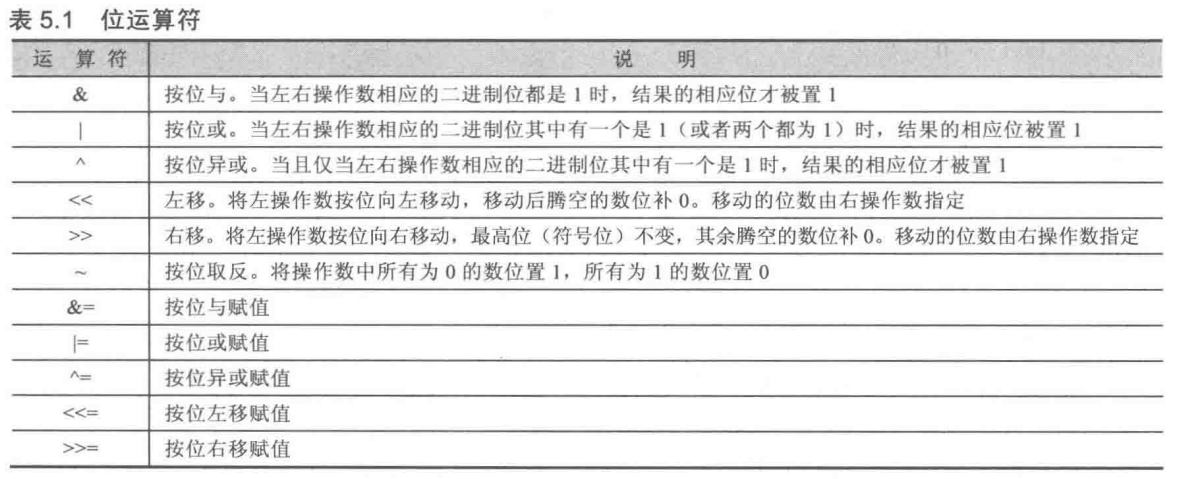 表 5.1 位运算符
运 算 符 说 明
& 按位与。当左右操作数相应的二进制位都是 1 时，结果的相应位才被置 1
| 按位或。当左右操作数相应的二进制位其中有一个是 1（或者两个都为 1）时，结果的相应位被置 1
^ 按位异或。当且仅当左右操作数相应的二进制位其中有一个是 1 时，结果的相应位才被置 1
<< 左移。将左操作数按位向左移动，移动后腾空的数位补 0。移动的位数由右操作数指定
>> 右移。将左操作数按位向右移动，最高位（符号位）不变，其余腾空的数位补 0。移动的位数由右操作数指定
~ 按位取反。将操作数中所有为 0 的数位置 1，所有为 1 的数位置 0
&= 按位与赋值
|= 按位或赋值
^= 按位异或赋值
<<= 按位左移赋值
>>= 按位右移赋值